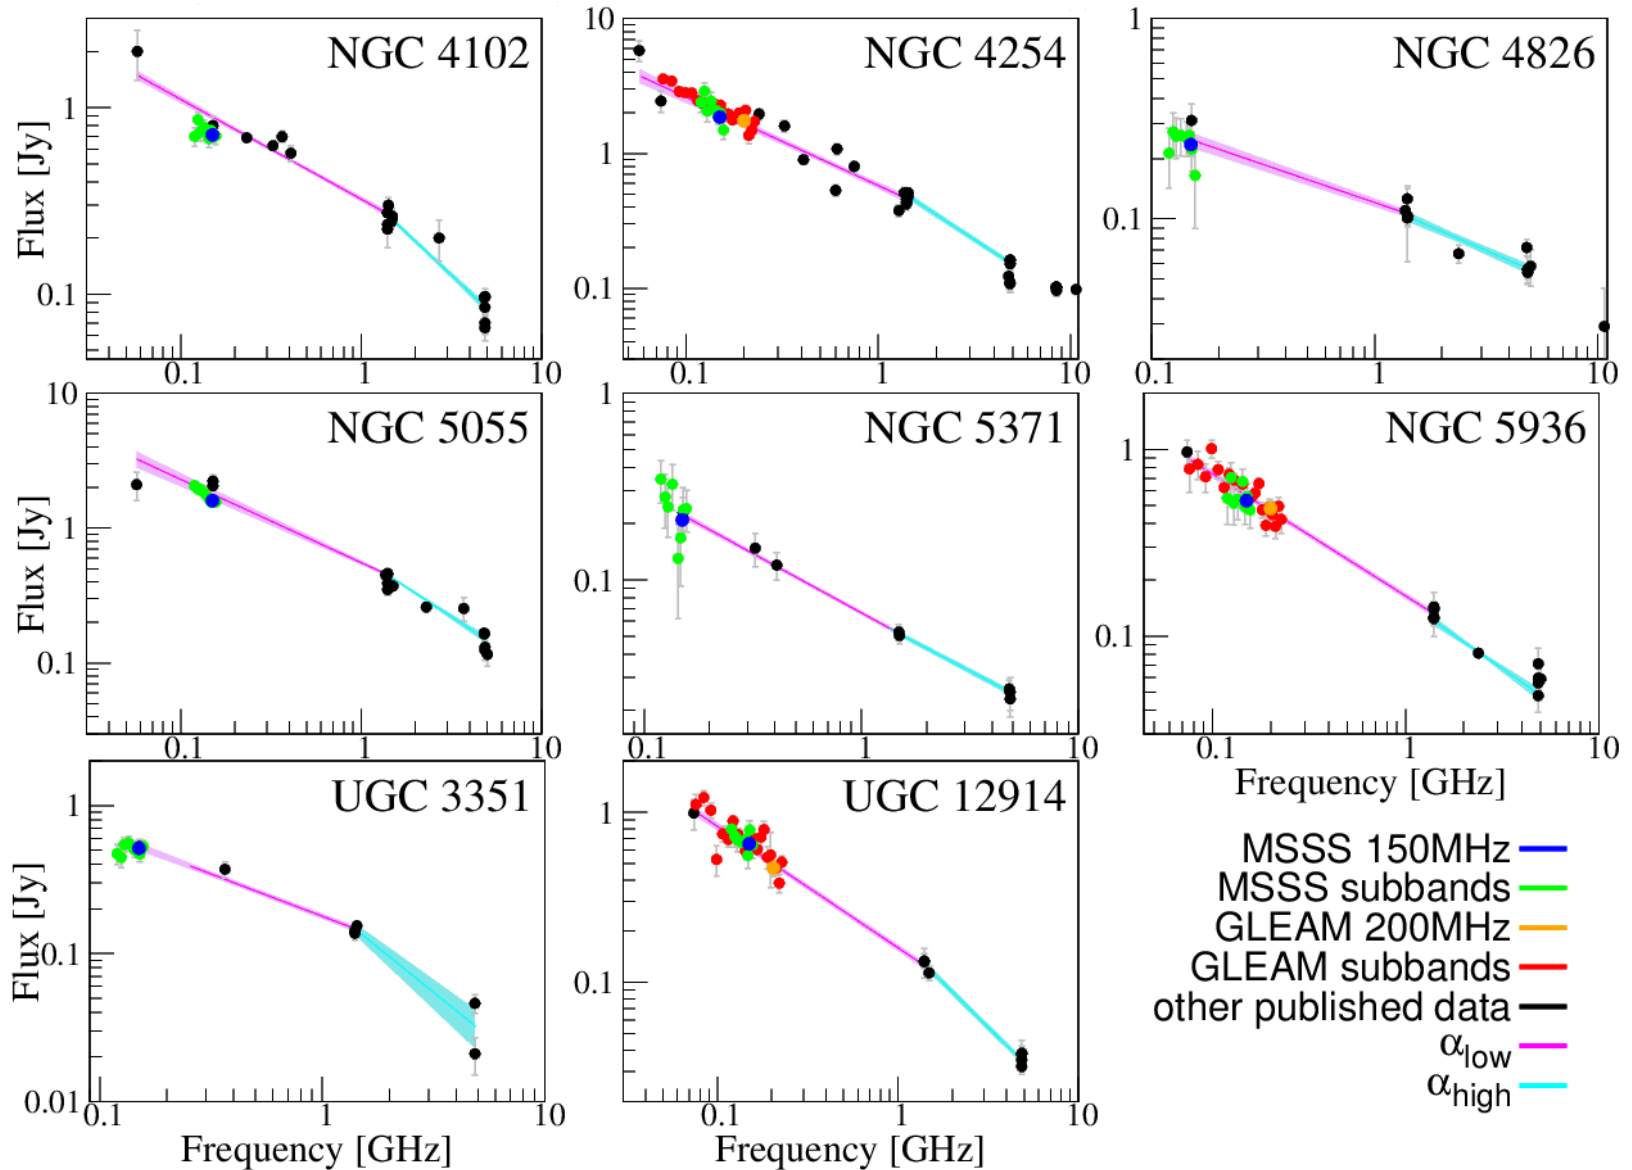 NGC 4102
Flux [Jy]
1
0.1
0.1 1 10
NGC 4254
10
1
0.1
0.1 1 10
NGC 4826
1
0.1
0.1 1 10
NGC 5055
Flux [Jy]
10
1
0.1
0.1 1 10
NGC 5371
1
0.1
0.1 1 10
NGC 5936
1
0.1
0.1 1 10
Frequency [GHz]
UGC 3351
Flux [Jy]
1
0.1
0.01
0.1 1 10
Frequency [GHz]
UGC 12914
1
0.1
0.1 1 10
Frequency [GHz]
MSSS 150MHz
MSSS subbands
GLEAM 200MHz
GLEAM subbands
other published data
αlow
αhigh